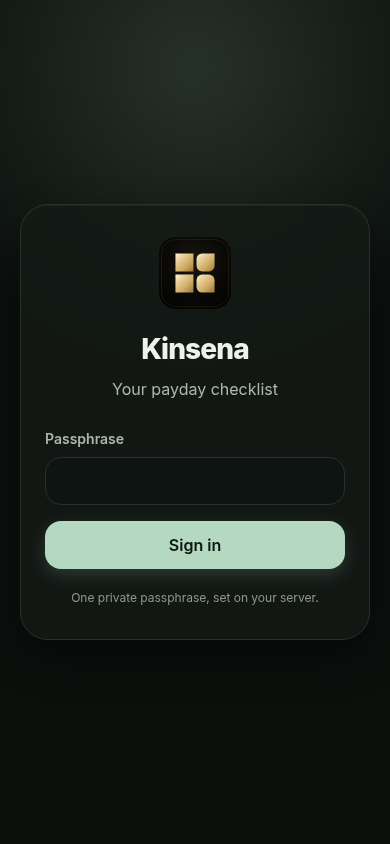 Kinsena
Your payday checklist
Passphrase
Sign in
One private passphrase, set on your server.